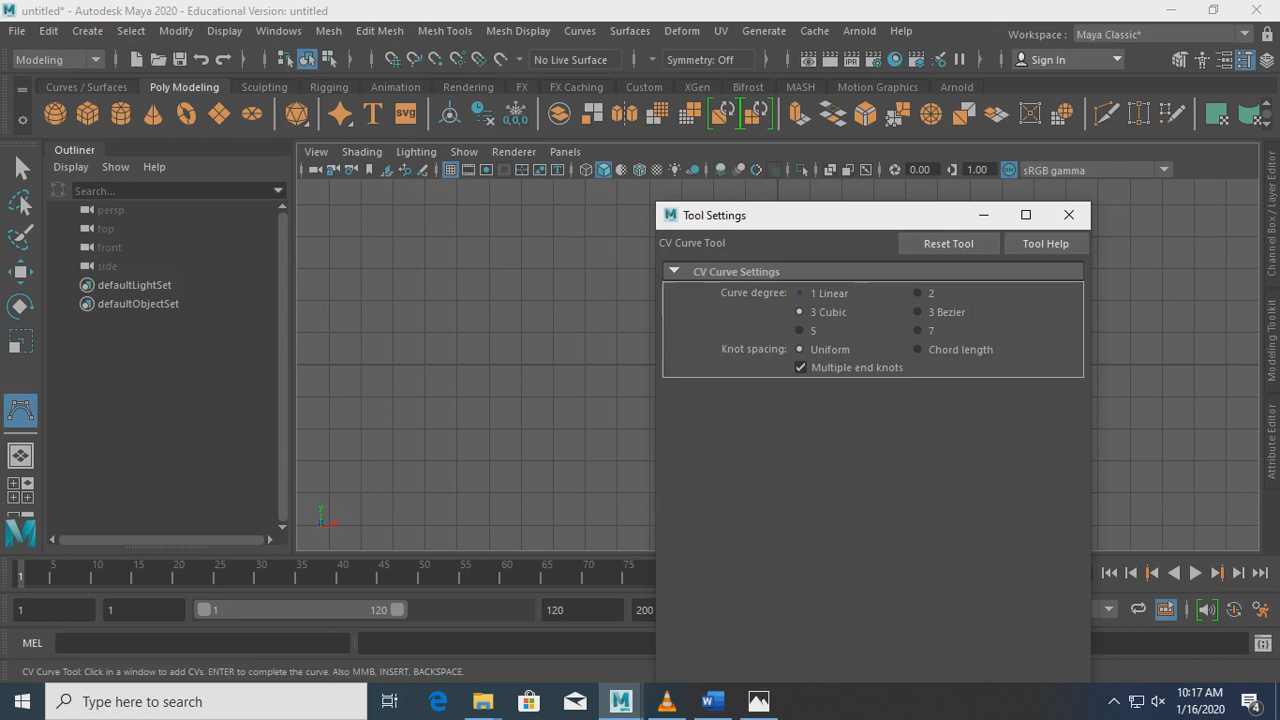 untitled* - Autodesk Maya 2020 - Educational Version: untitled
File Edit Create Select Modify Display Windows Mesh Edit Mesh Mesh Tools Mesh Display Curves Surfaces Deform UV Generate Cache Arnold Help Workspace : Maya Classic*
Modeling No Live Surface Symmetry: Off Sign In
Curves / Surfaces Poly Modeling Sculpting Rigging Animation Rendering FX FX Caching Custom XGen Bifrost MASH Motion Graphics Arnold
T SVG 0,0,0
Outliner
View Shading Lighting Show Renderer Panels
Display Show Help
0.00 1.00 sRGB gamma
Search...
persp
top
front
side
defaultLightSet
defaultObjectSet
Tool Settings
CV Curve Tool Reset Tool Tool Help
CV Curve Settings
Curve degree: 1 Linear 2
3 Cubic 3 Bezier
5 7
Knot spacing: Uniform Chord length
Multiple end knots
Channel Box / Layer Editor
Modeling Toolkit
Attribute Editor
y
5 10 15 20 25 30 35 40 45 50 55 60 65 70 75
1
1 1 1 120 120 200
MEL
CV Curve Tool: Click in a window to add CVs. ENTER to complete the curve. Also MMB, INSERT, BACKSPACE.
Type here to search
10:17 AM
1/16/2020
4